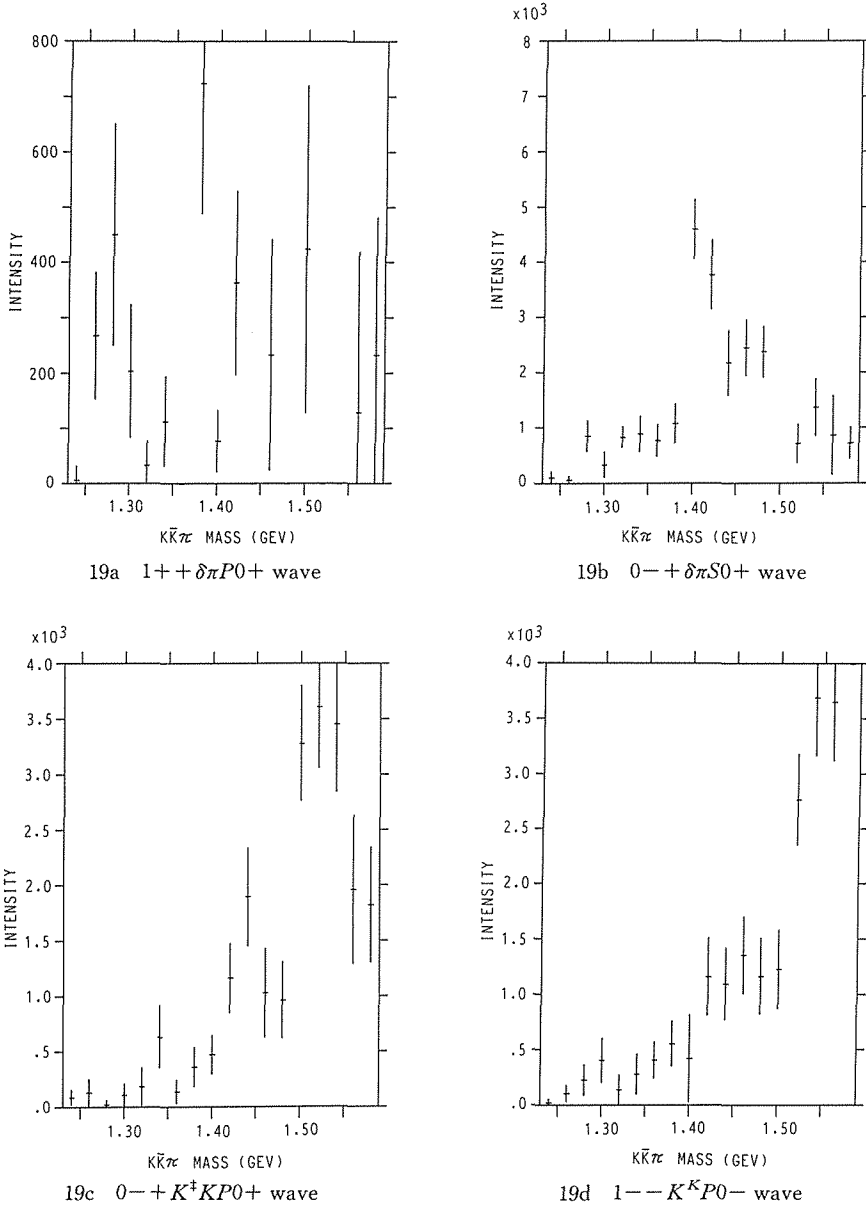 800
600
400
200
0
INTENSITY
1.30 1.40 1.50
KK̄π MASS (GEV)
19a 1++δπP0+ wave
×10³
8
7
6
5
4
3
2
1
0
INTENSITY
1.30 1.40 1.50
KK̄π MASS (GEV)
19b 0−+δπS0+ wave
×10³
4.0
3.5
3.0
2.5
2.0
1.5
1.0
.5
.0
INTENSITY
1.30 1.40 1.50
KK̄π MASS (GEV)
19c 0−+K‡KP0+ wave
×10³
4.0
3.5
3.0
2.5
2.0
1.5
1.0
.5
.0
INTENSITY
1.30 1.40 1.50
KK̄π MASS (GEV)
19d 1−−KᴷP0− wave